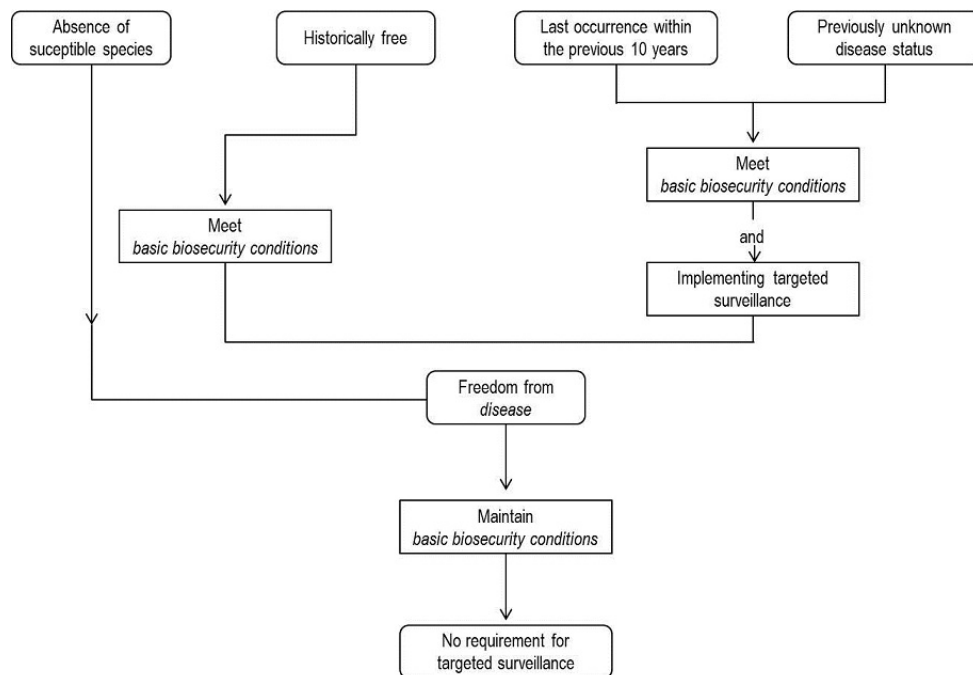 Absence of
suceptible species
Historically free
Last occurrence within
the previous 10 years
Previously unknown
disease status
Meet
basic biosecurity conditions
Meet
basic biosecurity conditions
and
Implementing targeted
surveillance
Freedom from
disease
Maintain
basic biosecurity conditions
No requirement for
targeted surveillance